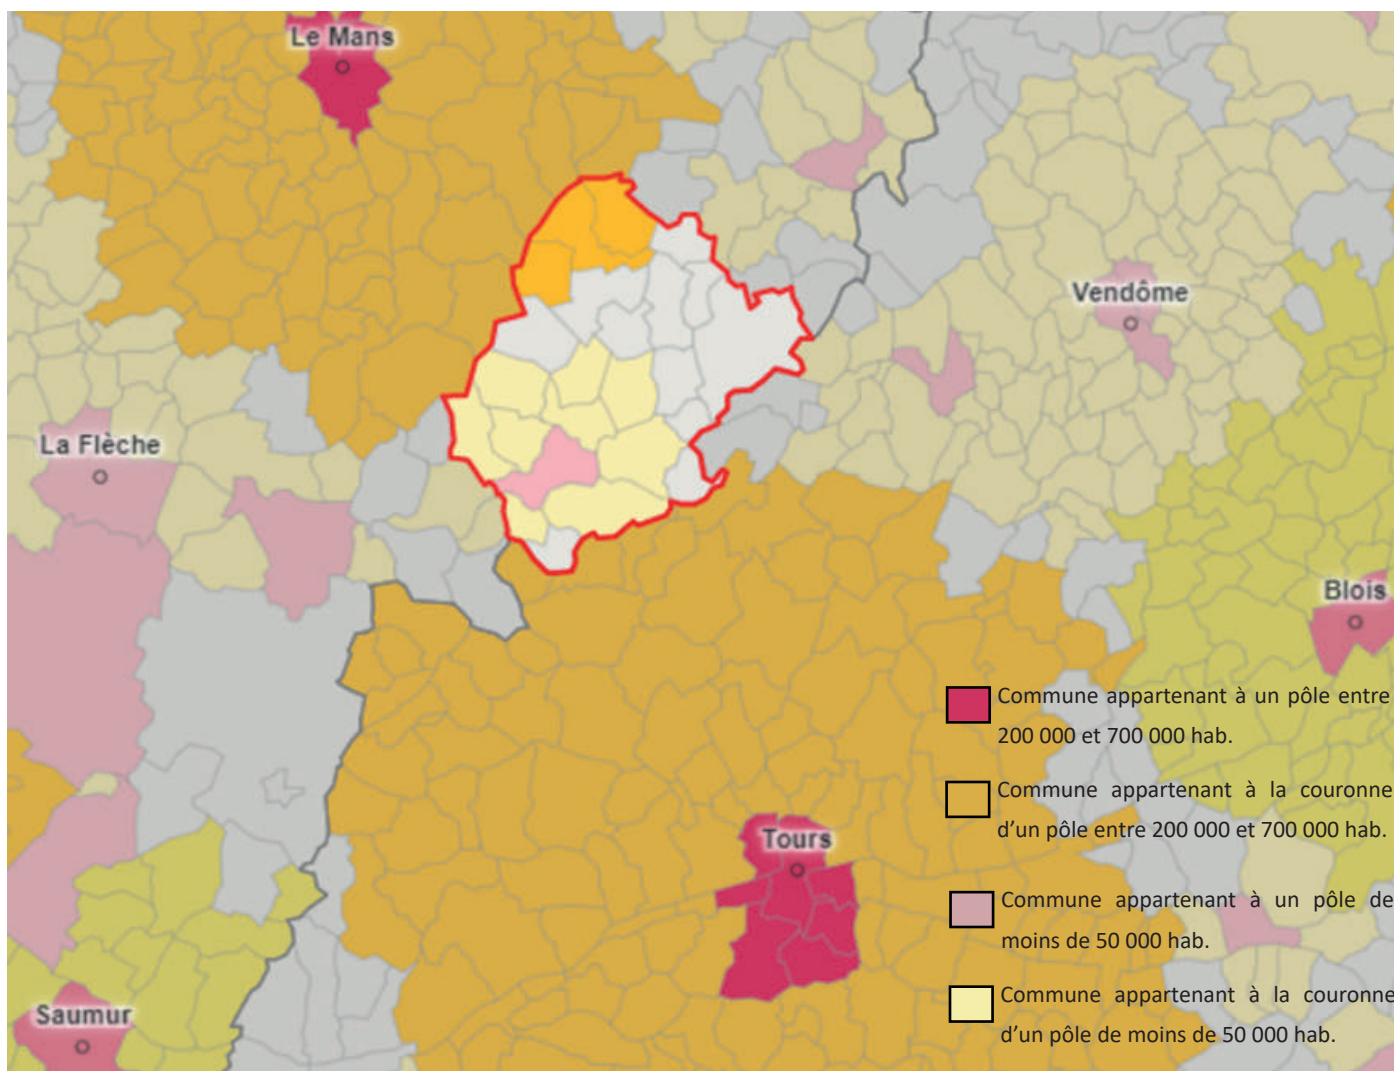 Le Mans
Vendôme
La Flèche
Blois
Commune appartenant à un pôle entre
200 000 et 700 000 hab.
Commune appartenant à la couronne
d’un pôle entre 200 000 et 700 000 hab.
Tours
Commune appartenant à un pôle de
moins de 50 000 hab.
Saumur
Commune appartenant à la couronne
d’un pôle de moins de 50 000 hab.